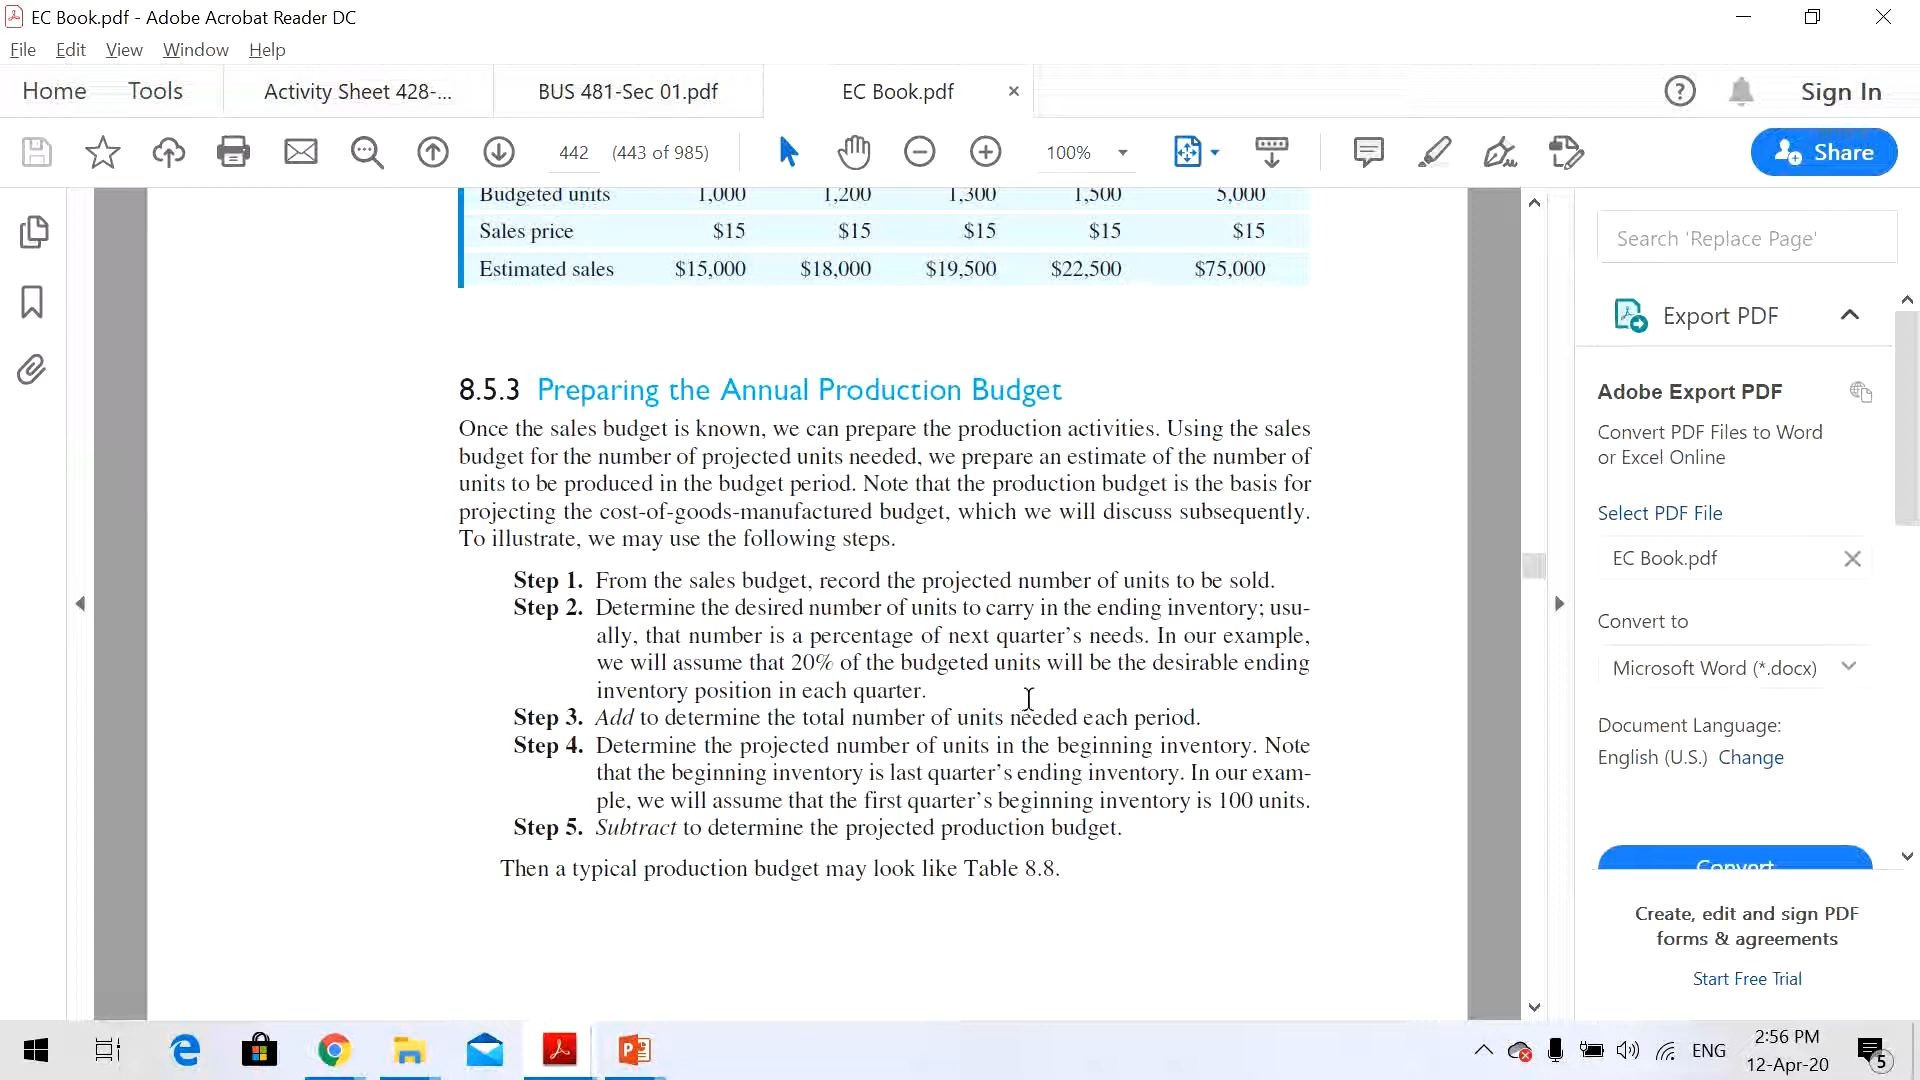 EC Book.pdf - Adobe Acrobat Reader DC
File Edit View Window Help
Home Tools Activity Sheet 428-... BUS 481-Sec 01.pdf EC Book.pdf × Sign In
442 (443 of 985) 100% Share
Budgeted units 1,000 1,200 1,300 1,500 5,000
Sales price $15 $15 $15 $15 $15
Estimated sales $15,000 $18,000 $19,500 $22,500 $75,000
8.5.3 Preparing the Annual Production Budget
Once the sales budget is known, we can prepare the production activities. Using the sales
budget for the number of projected units needed, we prepare an estimate of the number of
units to be produced in the budget period. Note that the production budget is the basis for
projecting the cost-of-goods-manufactured budget, which we will discuss subsequently.
To illustrate, we may use the following steps.
Step 1. From the sales budget, record the projected number of units to be sold.
Step 2. Determine the desired number of units to carry in the ending inventory; usu-
ally, that number is a percentage of next quarter's needs. In our example,
we will assume that 20% of the budgeted units will be the desirable ending
inventory position in each quarter.
Step 3. Add to determine the total number of units needed each period.
Step 4. Determine the projected number of units in the beginning inventory. Note
that the beginning inventory is last quarter's ending inventory. In our exam-
ple, we will assume that the first quarter's beginning inventory is 100 units.
Step 5. Subtract to determine the projected production budget.
Then a typical production budget may look like Table 8.8.
Search 'Replace Page'
Export PDF
Adobe Export PDF
Convert PDF Files to Word
or Excel Online
Select PDF File
EC Book.pdf
Convert to
Microsoft Word (*.docx)
Document Language:
English (U.S.) Change
Convert
Create, edit and sign PDF
forms & agreements
Start Free Trial
ENG 2:56 PM
12-Apr-20
5